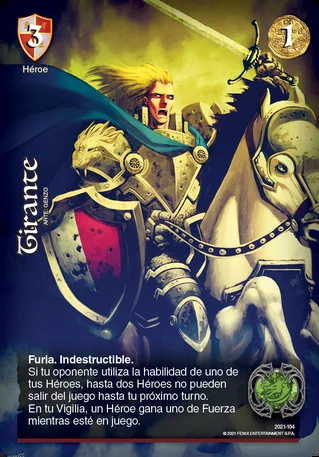 3
1
Héroe
Tirante
ARTE: GENZO
Furia. Indestructible.
Si tu oponente utiliza la habilidad de uno de
tus Héroes, hasta dos Héroes no pueden
salir del juego hasta tu próximo turno.
En tu Vigilia, un Héroe gana uno de Fuerza
mientras esté en juego.
2021-104
© 2021 FENIX ENTERTAINMENT S.P.A.